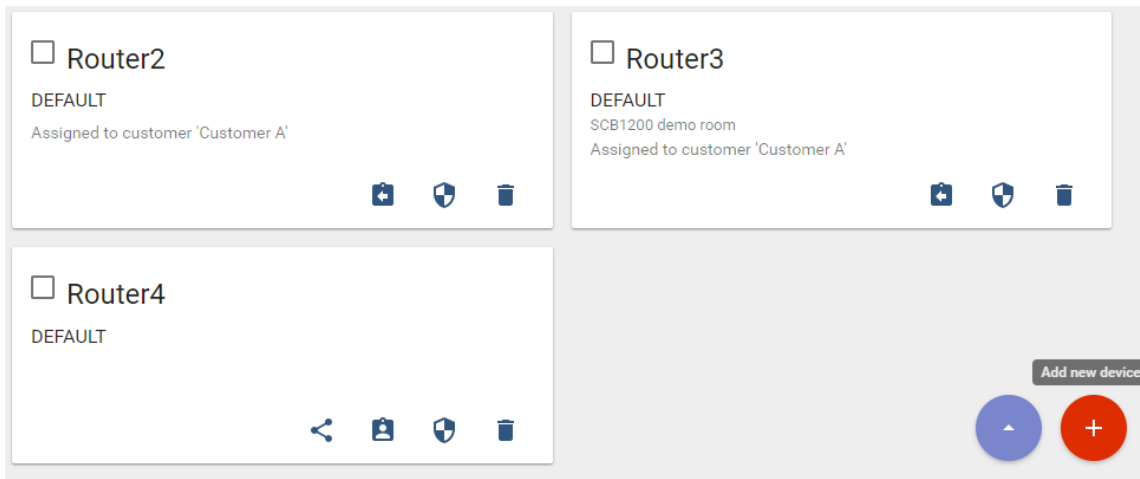 Router2
DEFAULT
Assigned to customer 'Customer A'
Router3
DEFAULT
SCB1200 demo room
Assigned to customer 'Customer A'
Router4
DEFAULT
Add new device